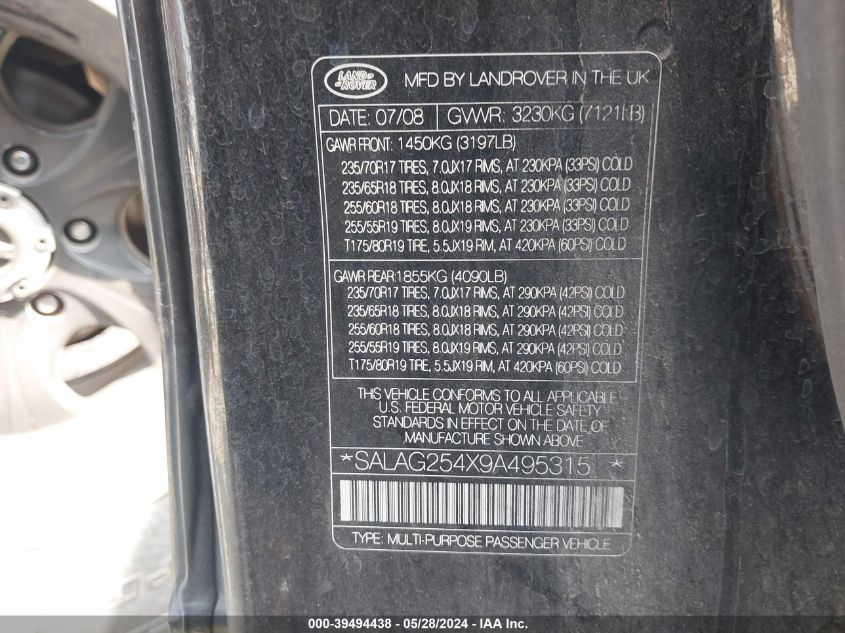 LAND ROVER
MFD BY LANDROVER IN THE UK
DATE: 07/08 GVWR: 3230KG (7121LB)
GAWR FRONT: 1450KG (3197LB)
235/70R17 TIRES, 7.0JX17 RIMS, AT 230KPA (33PSI) COLD
235/65R18 TIRES, 8.0JX18 RIMS, AT 230KPA (33PSI) COLD
255/60R18 TIRES, 8.0JX18 RIMS, AT 230KPA (33PSI) COLD
255/55R19 TIRES, 8.0JX19 RIMS, AT 230KPA (33PSI) COLD
T175/80R19 TIRE, 5.5JX19 RIM, AT 420KPA (60PSI) COLD
GAWR REAR:1855KG (4090LB)
235/70R17 TIRES, 7.0JX17 RIMS, AT 290KPA (42PSI) COLD
235/65R18 TIRES, 8.0JX18 RIMS, AT 290KPA (42PSI) COLD
255/60R18 TIRES, 8.0JX18 RIMS, AT 290KPA (42PSI) COLD
255/55R19 TIRES, 8.0JX19 RIMS, AT 290KPA (42PSI) COLD
T175/80R19 TIRE, 5.5JX19 RIM, AT 420KPA (60PSI) COLD
THIS VEHICLE CONFORMS TO ALL APPLICABLE
U.S. FEDERAL MOTOR VEHICLE SAFETY
STANDARDS IN EFFECT ON THE DATE OF
MANUFACTURE SHOWN ABOVE
*SALAG254X9A495315*
TYPE: MULTI-PURPOSE PASSENGER VEHICLE
000-39494438 - 05/28/2024 - IAA Inc.